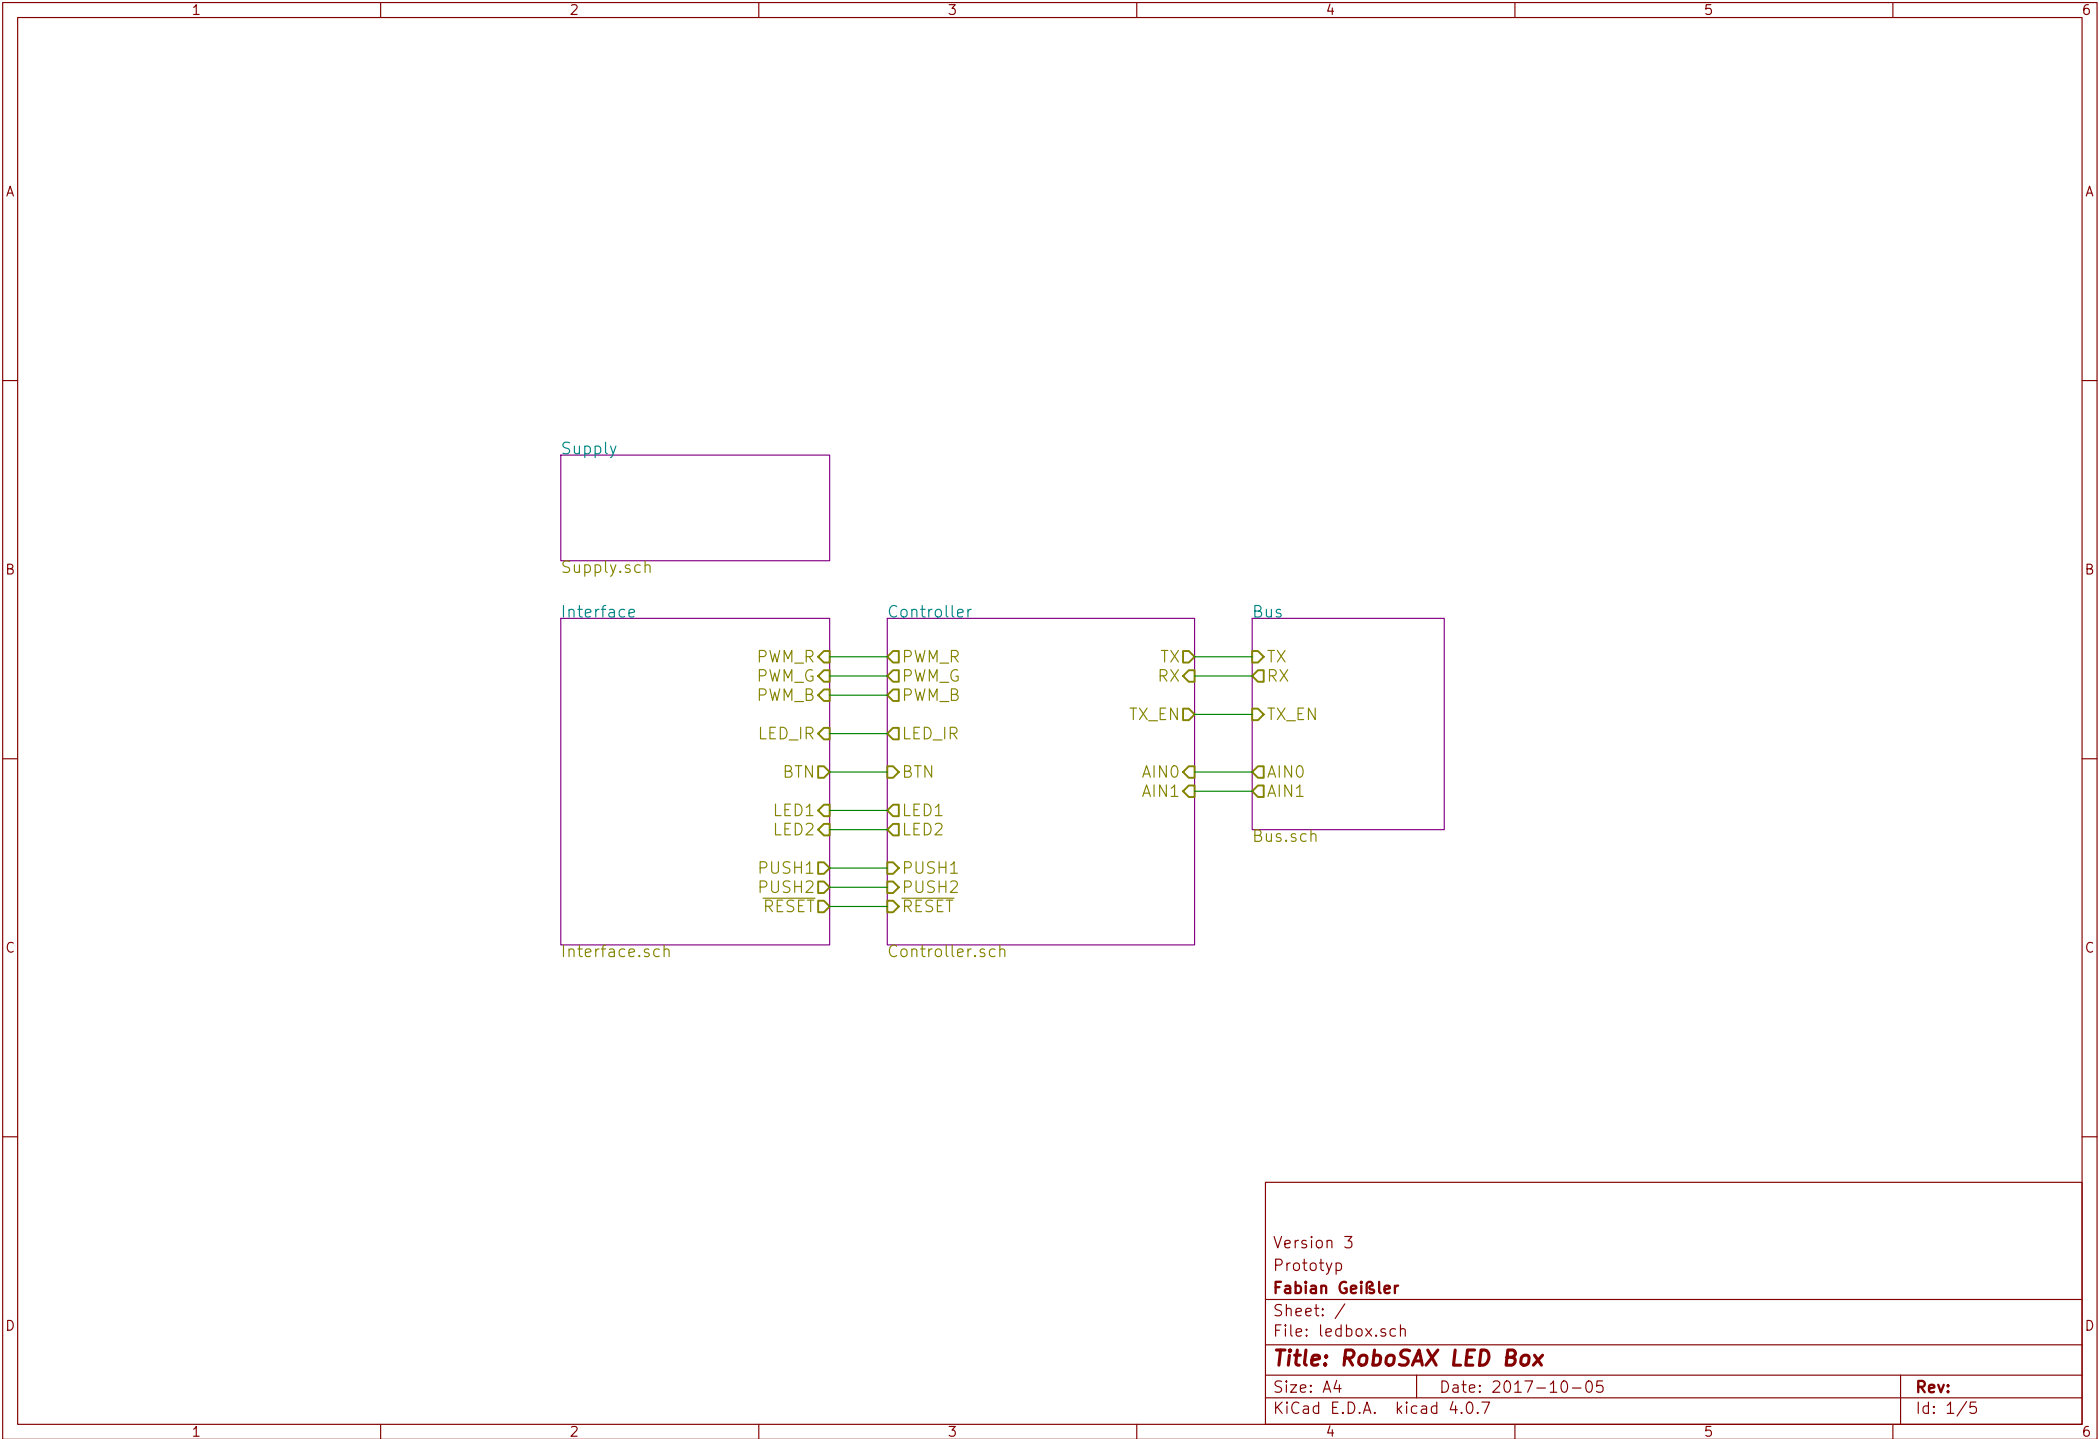 1 2 3 4 5 6
A A
Supply
Supply.sch
B B
Interface Controller Bus
PWM_R PWM_R TX TX
PWM_G PWM_G RX RX
PWM_B PWM_B
TX_EN TX_EN
LED_IR LED_IR
BTN BTN AIN0 AIN0
AIN1 AIN1
LED1 LED1
LED2 LED2
Bus.sch
PUSH1 PUSH1
PUSH2 PUSH2
RESET RESET
C C
Interface.sch Controller.sch
Version 3
Prototyp
Fabian Geißler
Sheet: /
File: ledbox.sch
D D
Title: RoboSAX LED Box
Size: A4 Date: 2017-10-05 Rev:
KiCad E.D.A. kicad 4.0.7 Id: 1/5
1 2 3 4 5 6